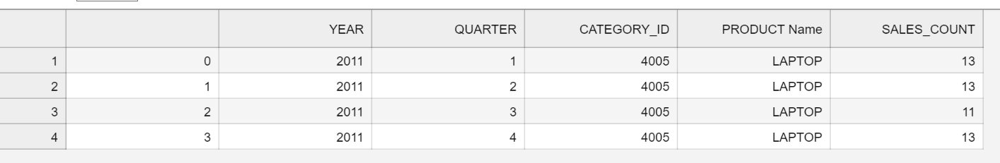 YEAR QUARTER CATEGORY_ID PRODUCT Name SALES_COUNT
1 0 2011 1 4005 LAPTOP 13
2 1 2011 2 4005 LAPTOP 13
3 2 2011 3 4005 LAPTOP 11
4 3 2011 4 4005 LAPTOP 13